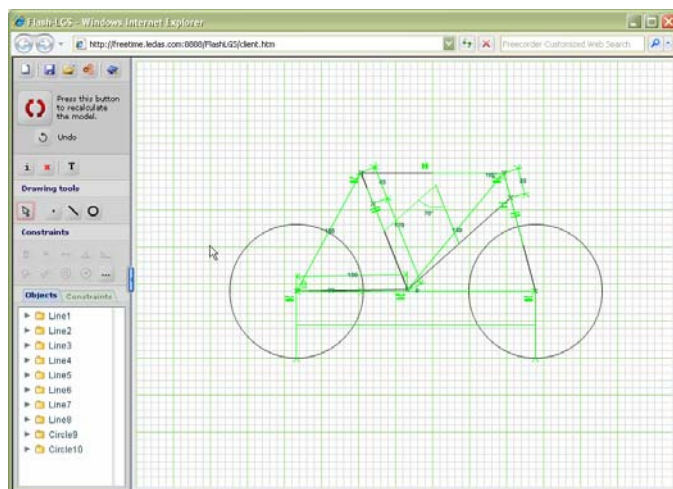 Flash-LGS - Windows Internet Explorer
http://freetime.ledas.com:8888/FlashLGS/client.htm
Freecorder Customized Web Search
Press this button
to recalculate
the model.
Undo
i
T
Drawing tools
Constraints
...
Objects
Constraints
Line1
Line2
Line3
Line4
Line5
Line6
Line7
Line8
Circle9
Circle10